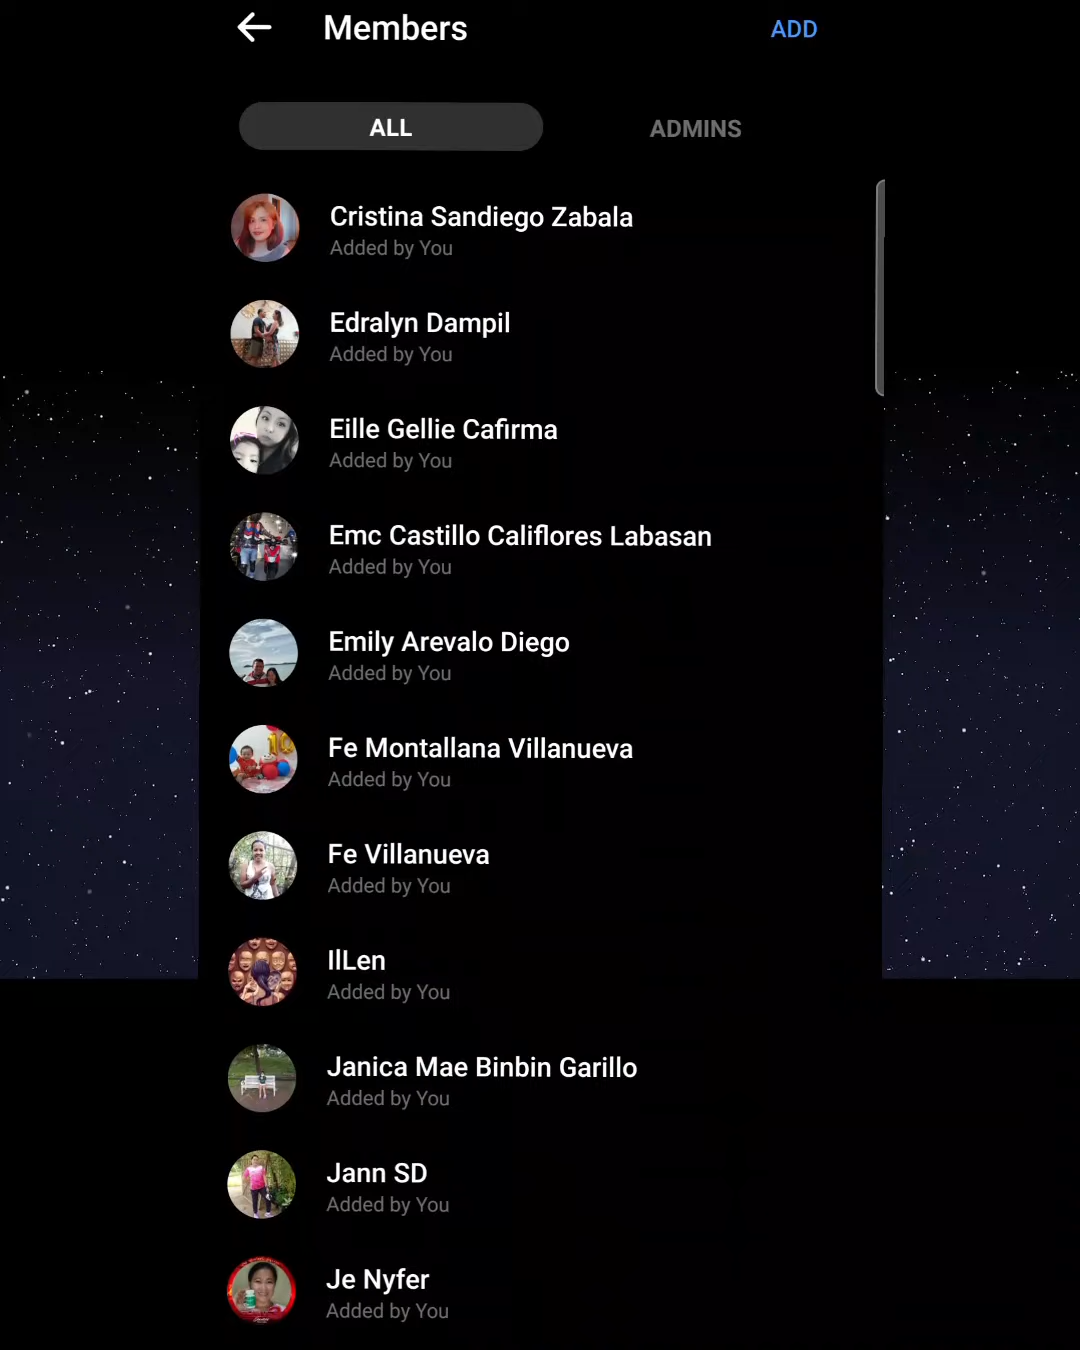 Members
ADD
ALL
ADMINS
Cristina Sandiego Zabala
Added by You
Edralyn Dampil
Added by You
Eille Gellie Cafirma
Added by You
Emc Castillo Califlores Labasan
Added by You
Emily Arevalo Diego
Added by You
Fe Montallana Villanueva
Added by You
Fe Villanueva
Added by You
IlLen
Added by You
Janica Mae Binbin Garillo
Added by You
Jann SD
Added by You
Je Nyfer
Added by You